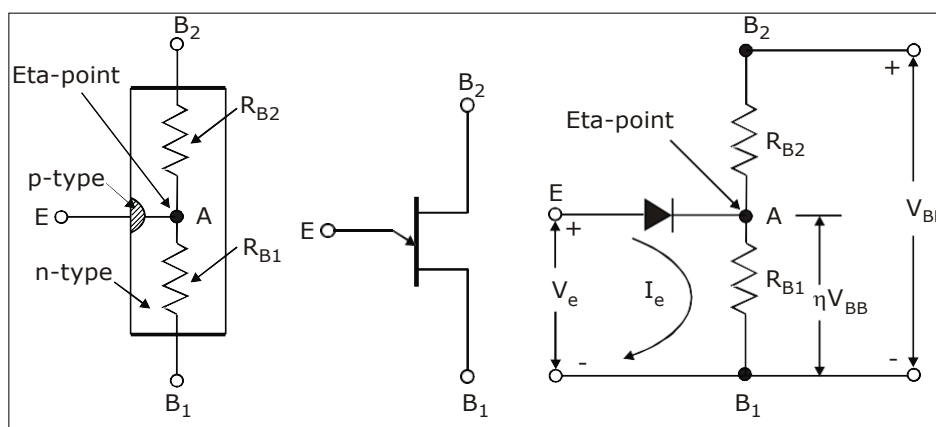 B2
Eta-point
RB2
p-type
E
A
RB1
n-type
B1
B2
E
B1
B2
+
Eta-point
RB2
E
A
+
VBB
Ve
Ie
RB1
ηVBB
-
-
B1